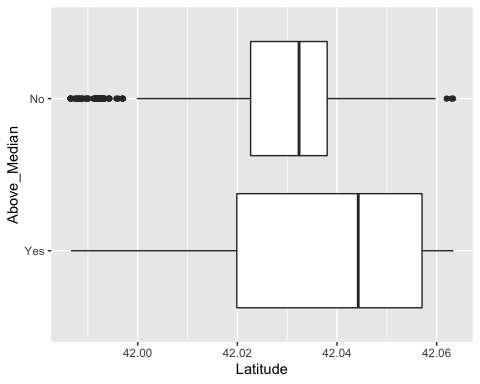 Above_Median
No
Yes
42.00 42.02 42.04 42.06
Latitude